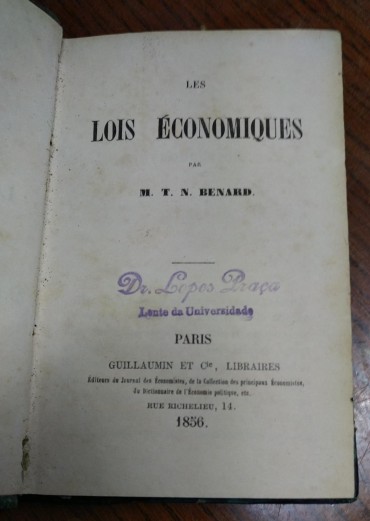 LES
LOIS ÉCONOMIQUES
PAR
M. T. N. BENARD.
Dr. Lopes Praça
Lente da Universidade
PARIS
GUILLAUMIN ET Cie, LIBRAIRES
Éditeurs du Journal des Économistes, de la Collection des principaux Économistes,
du Dictionnaire de l'Économie politique, etc.
RUE RICHELIEU, 14.
1856.